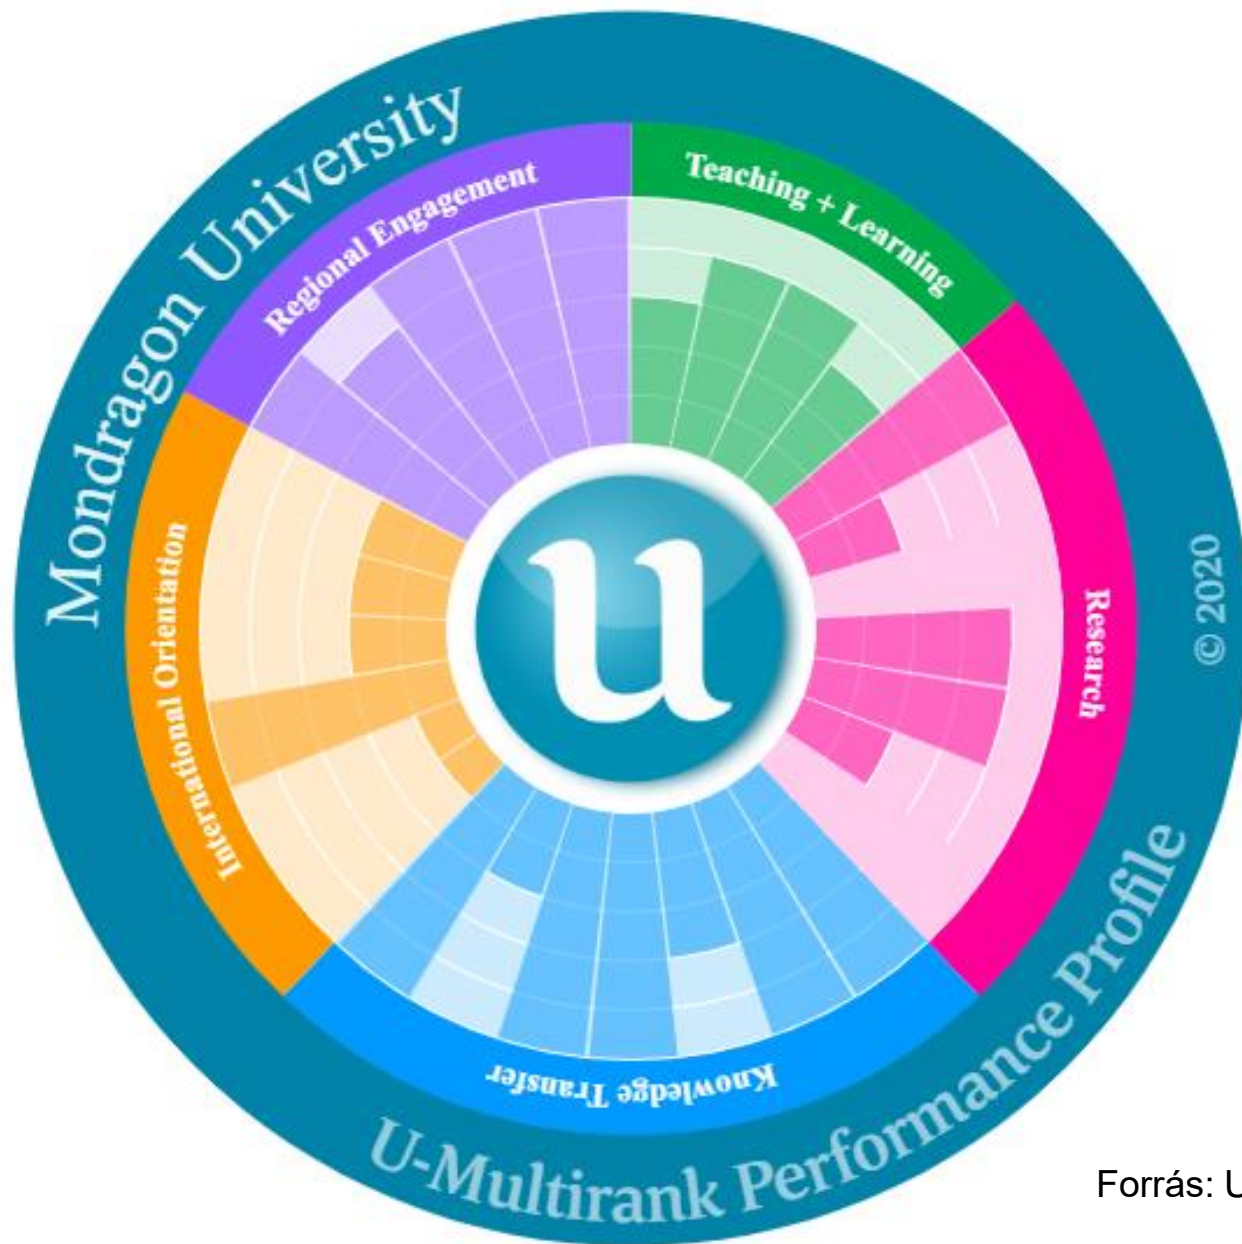 Mondragon University
Regional Engagement
Teaching + Learning
Research
Knowledge Transfer
International Orientation
© 2020
U-Multirank Performance Profile
u
Forrás: U